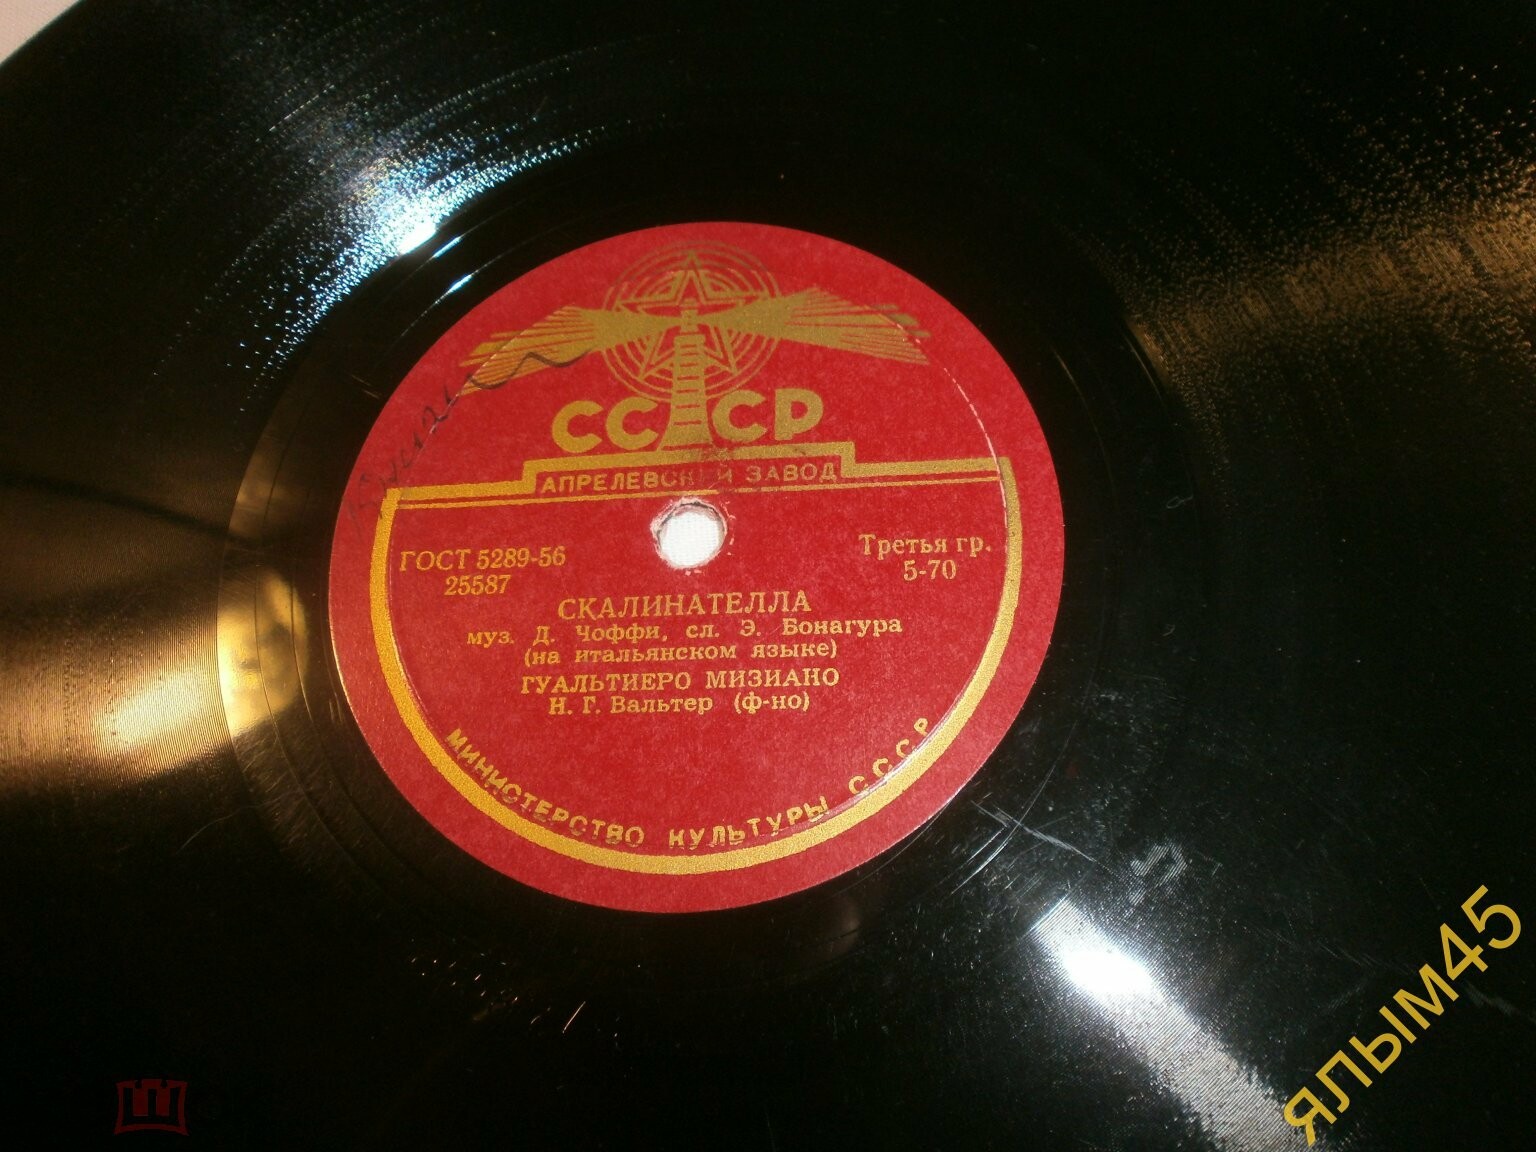 СССР
АПРЕЛЕВСКИЙ ЗАВОД
ГОСТ 5289-56
25587
Третья гр.
5-70
СКАЛИНАТЕЛЛА
муз. Д. Чоффи, сл. Э. Бонагура
(на итальянском языке)
ГУАЛЬТИЕРО МИЗИАНО
Н. Г. Вальтер (ф-но)
МИНИСТЕРСТВО КУЛЬТУРЫ СССР
ялым45